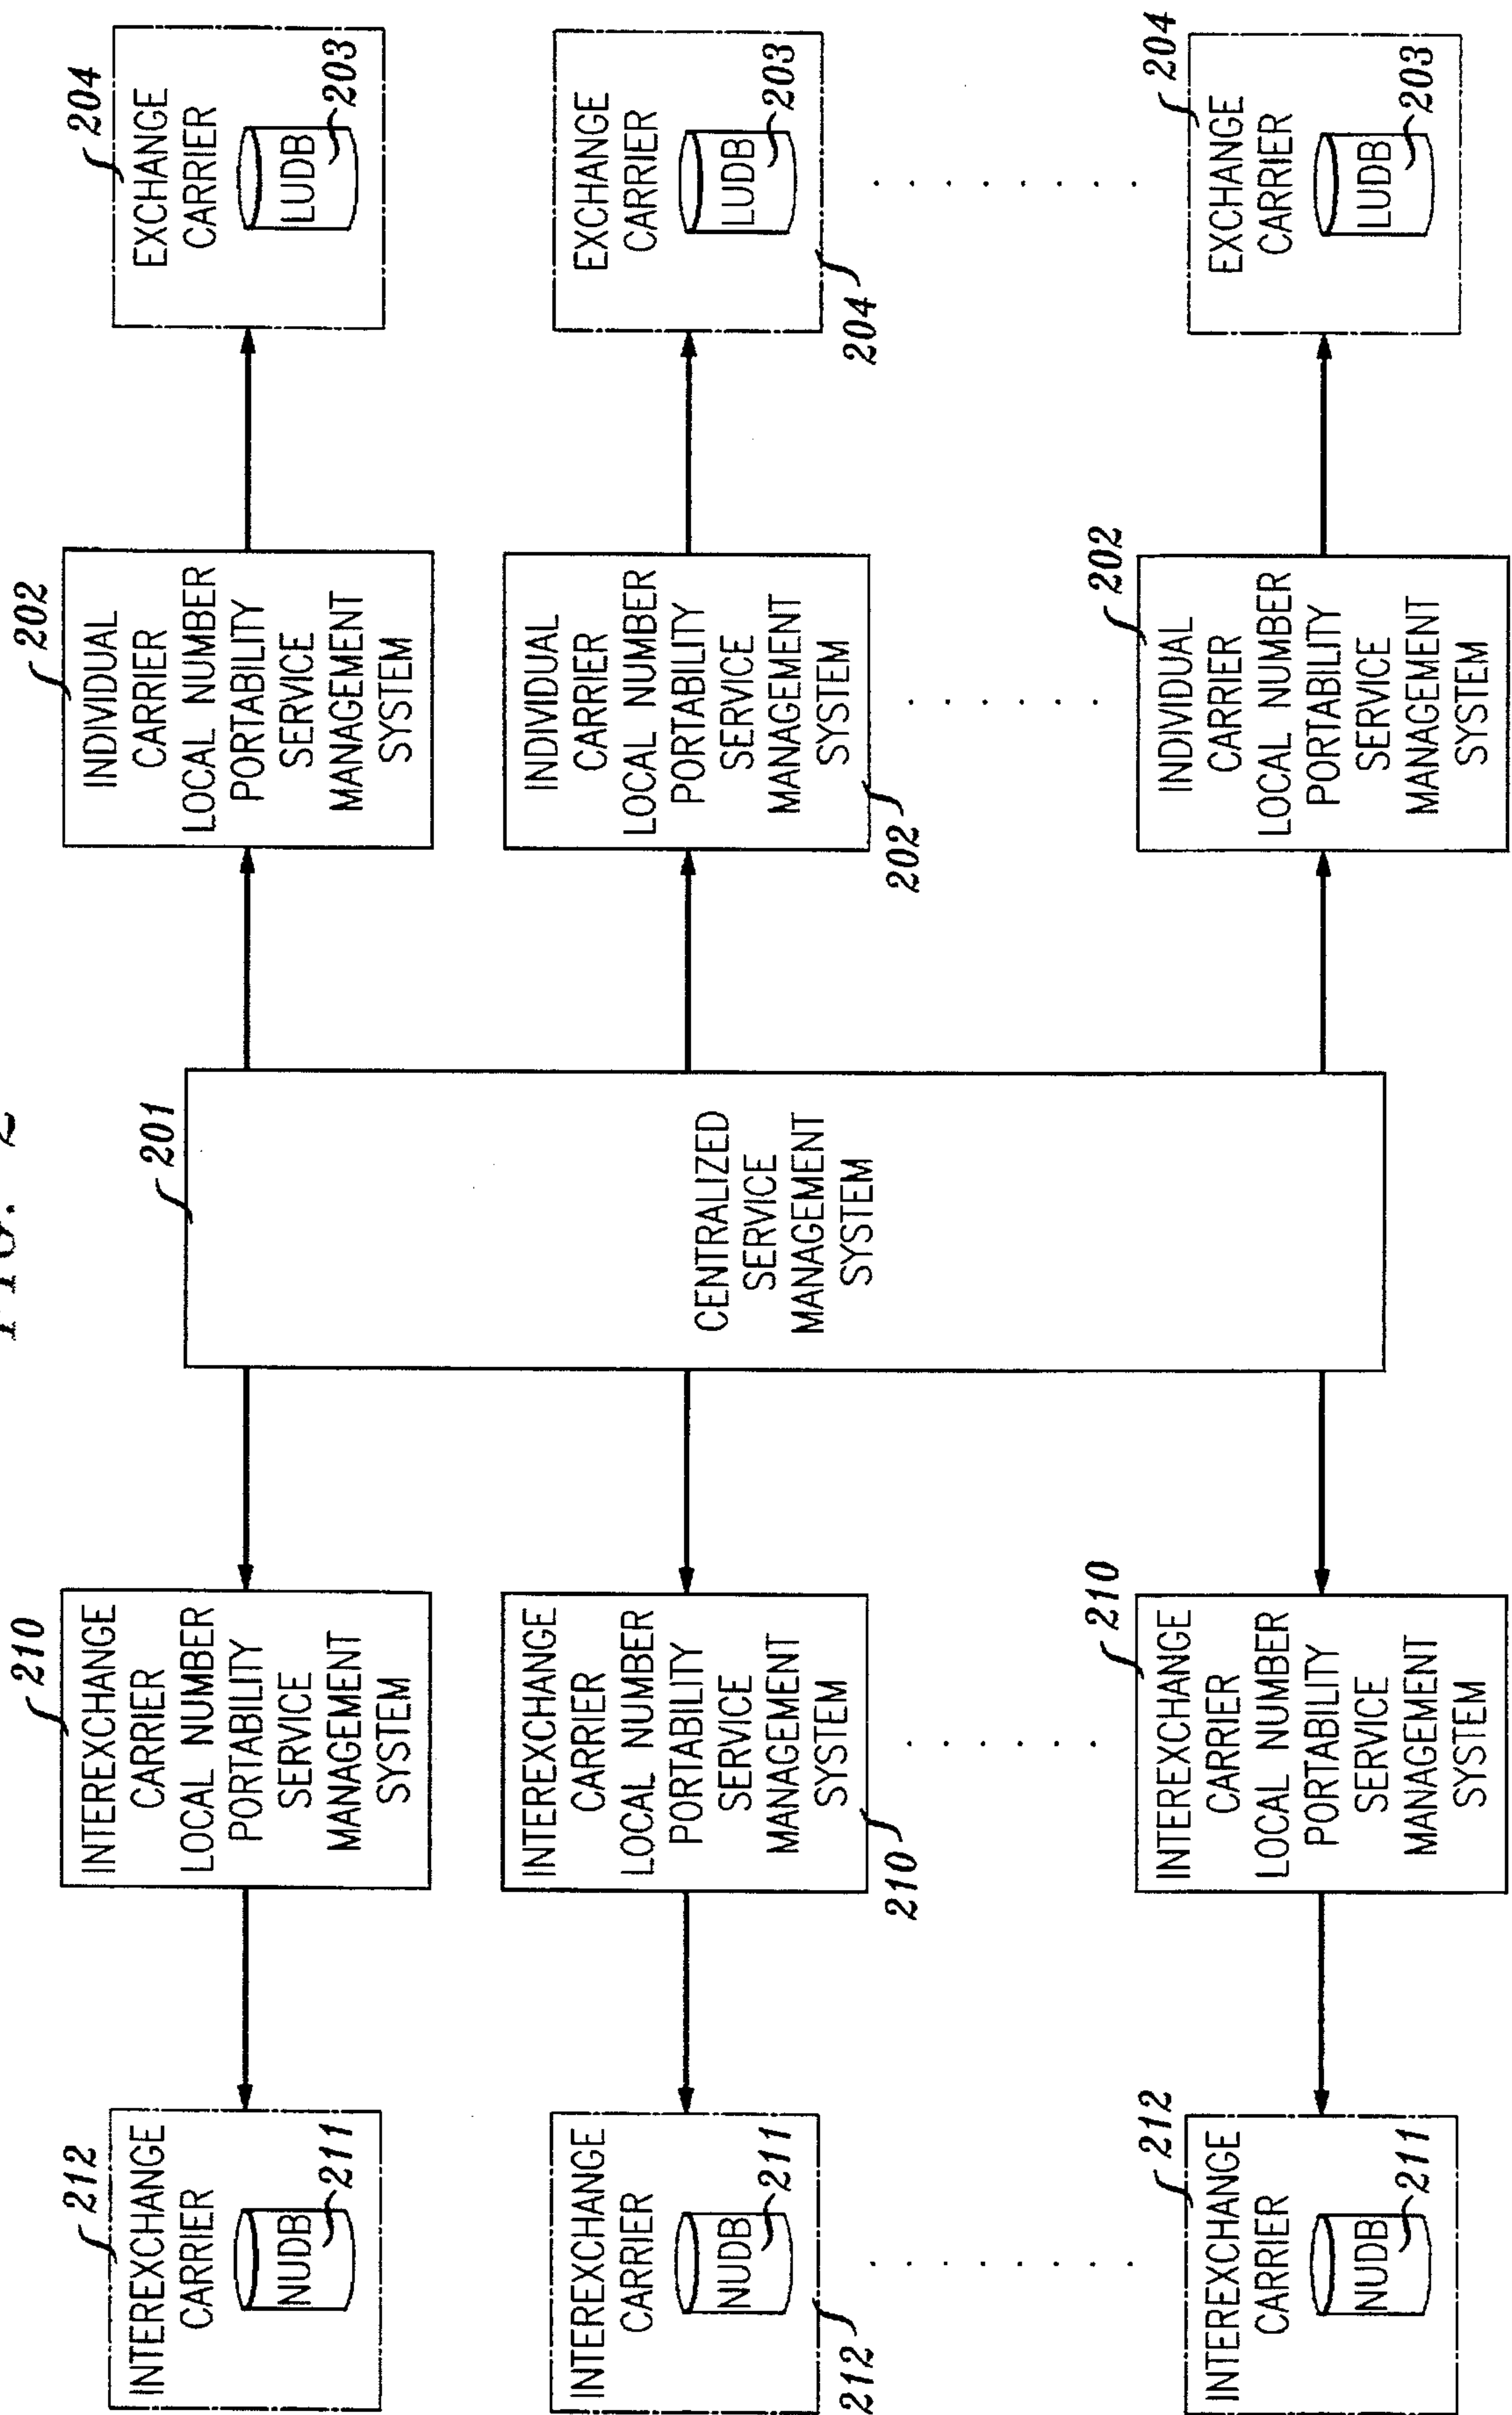 FIG. 2
212
INTEREXCHANGE
CARRIER
NUDB
211
210
INTEREXCHANGE
CARRIER
LOCAL NUMBER
PORTABILITY
SERVICE
MANAGEMENT
SYSTEM
201
CENTRALIZED
SERVICE
MANAGEMENT
SYSTEM
202
INDIVIDUAL
CARRIER
LOCAL NUMBER
PORTABILITY
SERVICE
MANAGEMENT
SYSTEM
204
EXCHANGE
CARRIER
LUDB
203
INTEREXCHANGE
CARRIER
NUDB
211
212
INTEREXCHANGE
CARRIER
LOCAL NUMBER
PORTABILITY
SERVICE
MANAGEMENT
SYSTEM
210
INDIVIDUAL
CARRIER
LOCAL NUMBER
PORTABILITY
SERVICE
MANAGEMENT
SYSTEM
202
EXCHANGE
CARRIER
LUDB
203
204
212
INTEREXCHANGE
CARRIER
NUDB
211
210
INTEREXCHANGE
CARRIER
LOCAL NUMBER
PORTABILITY
SERVICE
MANAGEMENT
SYSTEM
202
INDIVIDUAL
CARRIER
LOCAL NUMBER
PORTABILITY
SERVICE
MANAGEMENT
SYSTEM
204
EXCHANGE
CARRIER
LUDB
203